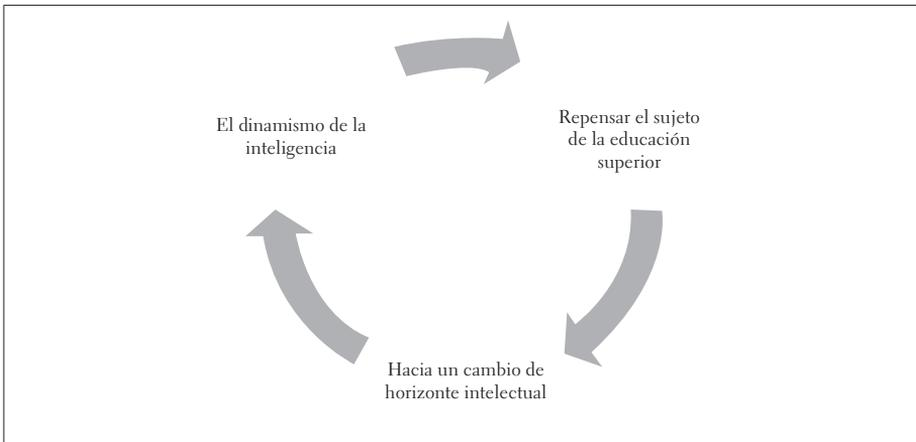 El dinamismo de la
inteligencia
Repensar el sujeto
de la educación
superior
Hacia un cambio de
horizonte intelectual